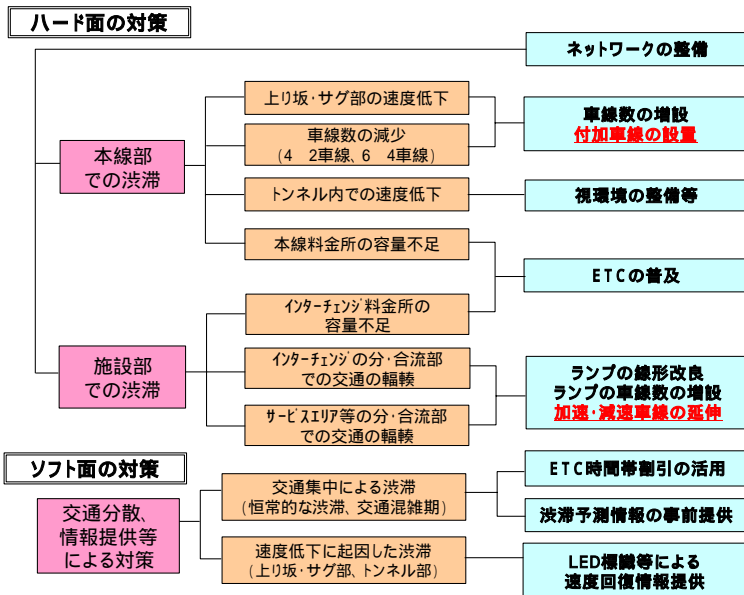 ハード面の対策
ネットワークの整備
上り坂・サグ部の速度低下
車線数の減少
(4　2車線、6　4車線)
車線数の増設
付加車線の設置
本線部
での渋滞
トンネル内での速度低下
視環境の整備等
本線料金所の容量不足
ETCの普及
インターチェンジ料金所の
容量不足
施設部
での渋滞
インターチェンジの分・合流部
での交通の輻輳
ランプの線形改良
ランプの車線数の増設
加速・減速車線の延伸
サービスエリア等の分・合流部
での交通の輻輳
ソフト面の対策
交通分散、
情報提供等
による対策
交通集中による渋滞
(恒常的な渋滞、交通混雑期)
ETC時間帯割引の活用
渋滞予測情報の事前提供
速度低下に起因した渋滞
(上り坂・サグ部、トンネル部)
LED標識等による
速度回復情報提供